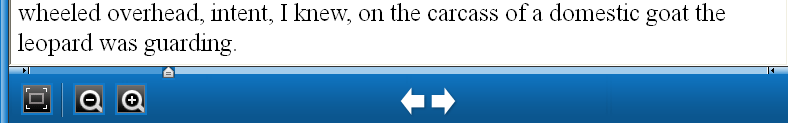 wheeled overhead, intent, I knew, on the carcass of a domestic goat the
leopard was guarding.